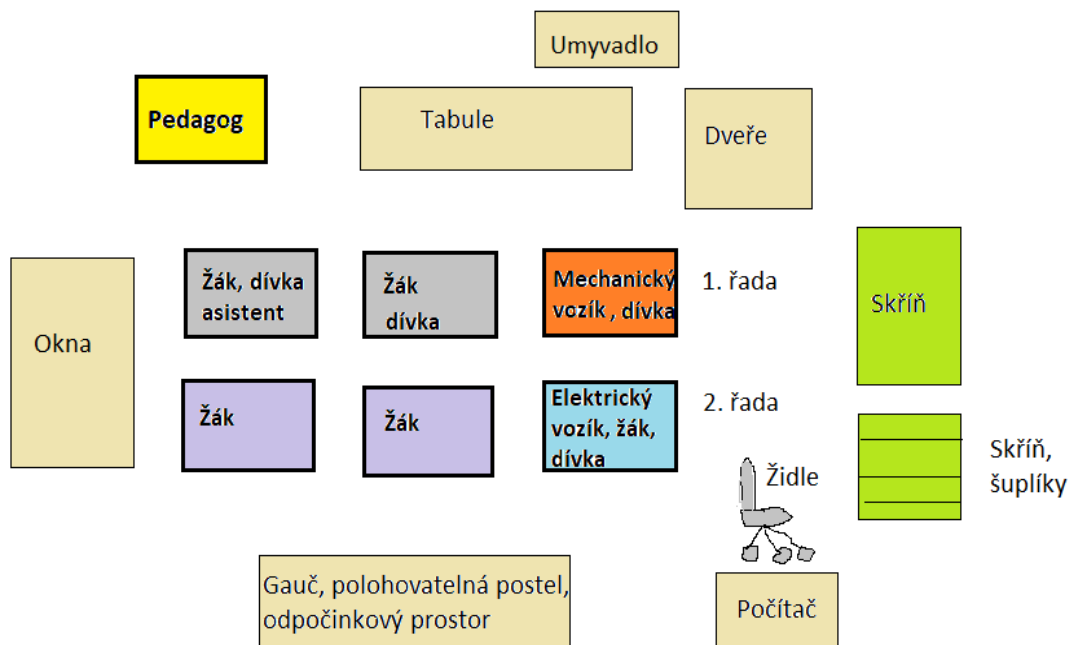 Umyvadlo
Pedagog
Tabule
Dveře
Žák, dívka
asistent
Žák
dívka
Mechanický
vozík , dívka
1. řada
Skříň
Okna
Žák
Žák
Elektrický
vozík, žák,
dívka
2. řada
Skříň,
šuplíky
Židle
Gauč, polohovatelná postel,
odpočinkový prostor
Počítač